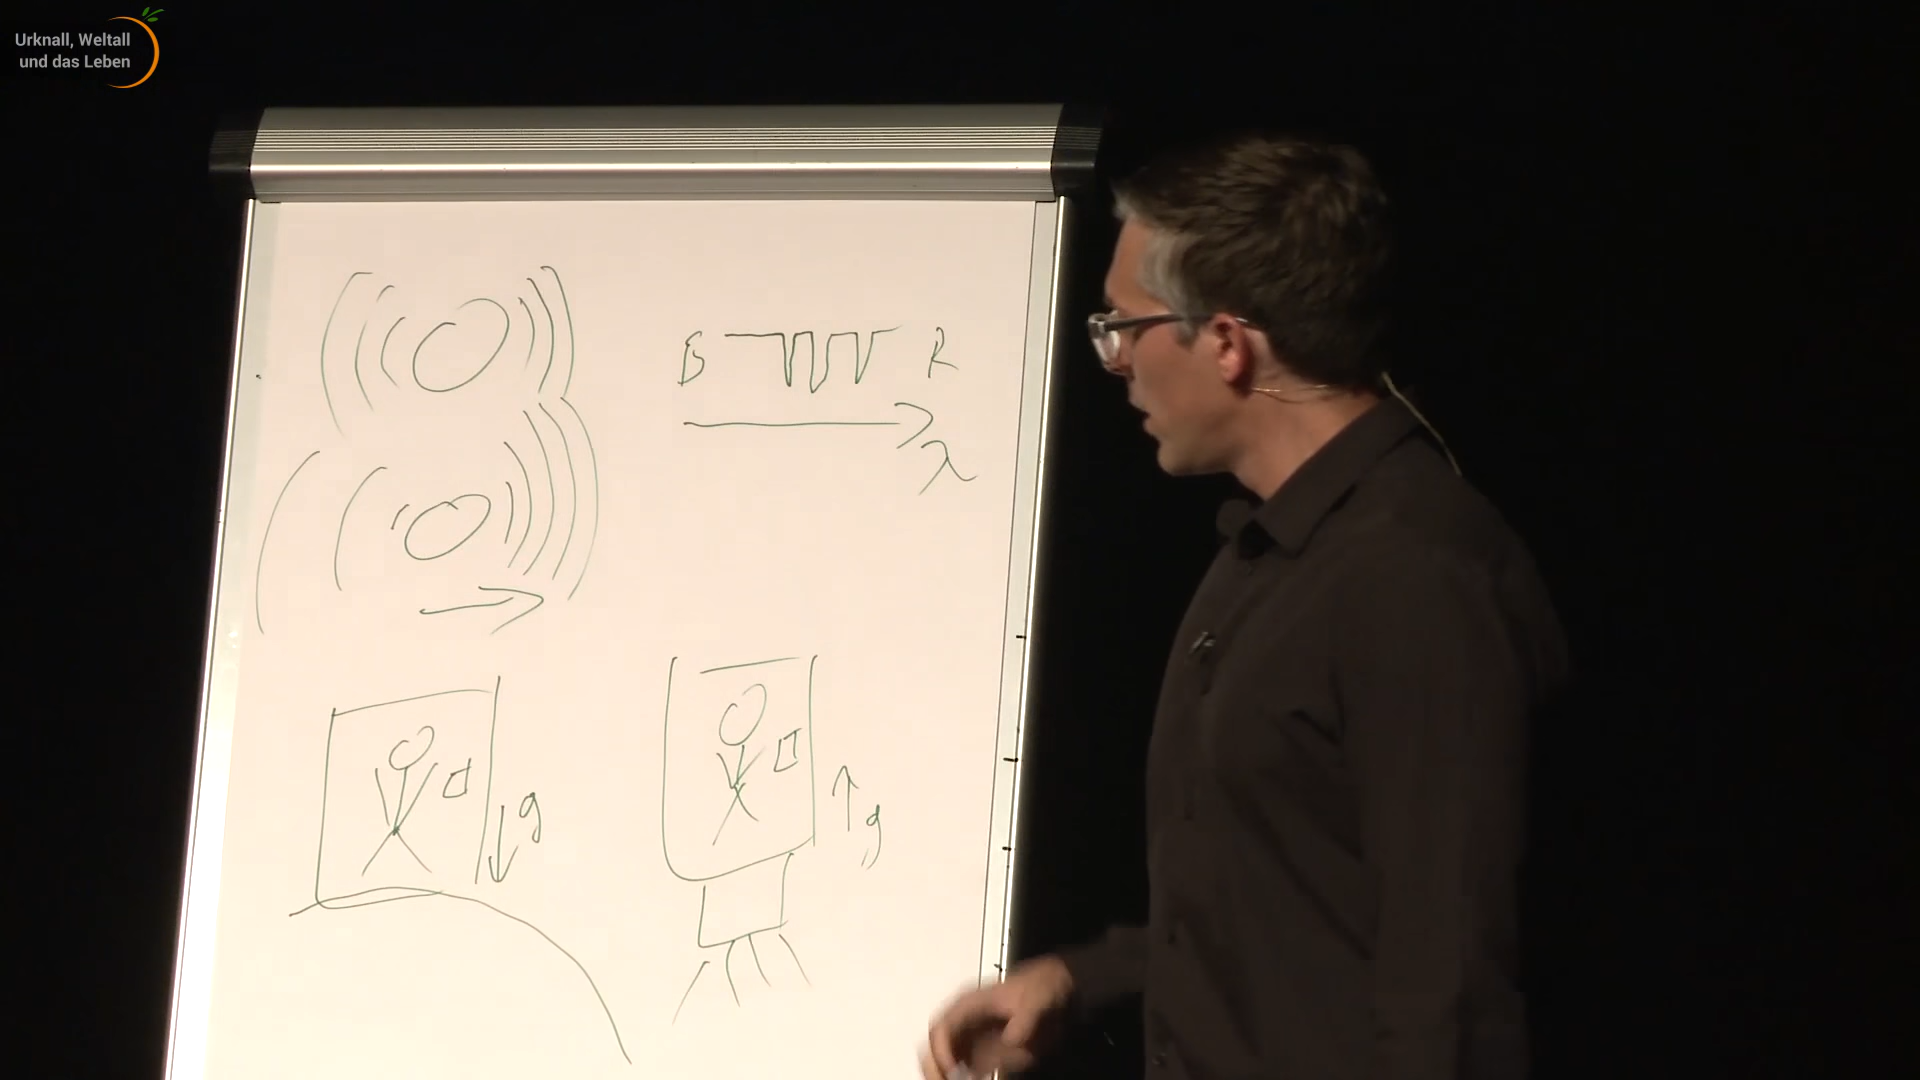 Urknall, Weltall
und das Leben
B R
λ
g
g